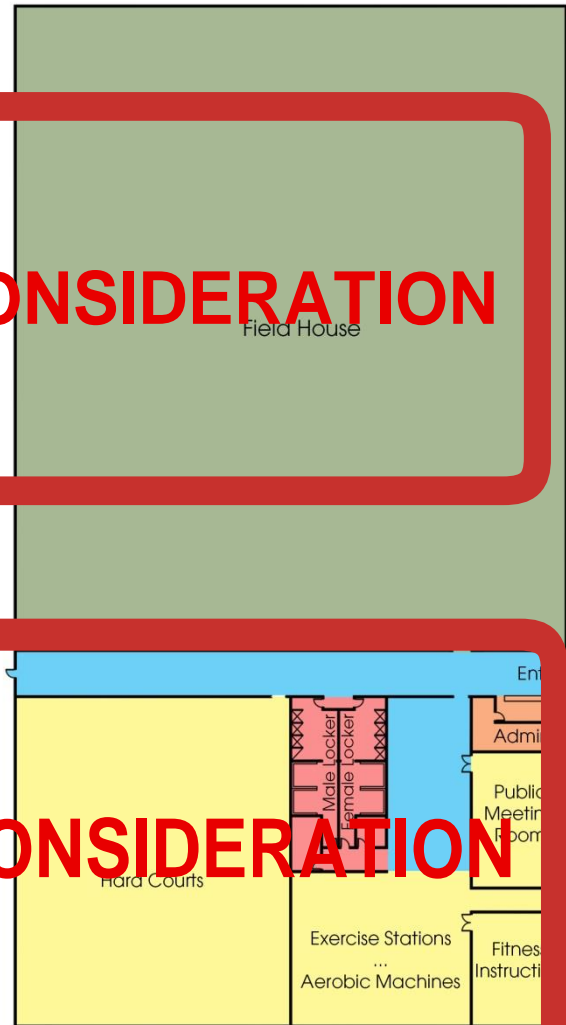 ONSIDERATION
Field House
Ent
Admi
Male Locker
Female Locker
Public
Meetin
Room
ONSIDERATION
Hard Courts
Exercise Stations
...
Aerobic Machines
Fitnes
Instructi